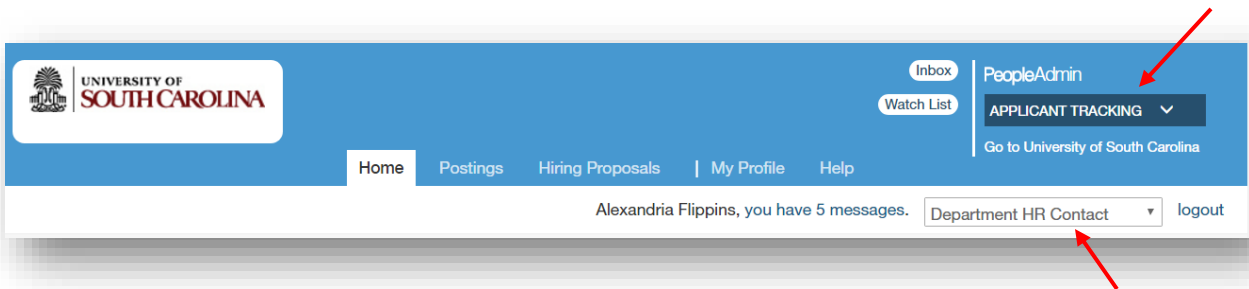 UNIVERSITY OF
SOUTH CAROLINA
Inbox
Watch List
PeopleAdmin
APPLICANT TRACKING
Go to University of South Carolina
Home Postings Hiring Proposals | My Profile Help
Alexandria Flippins, you have 5 messages. Department HR Contact logout